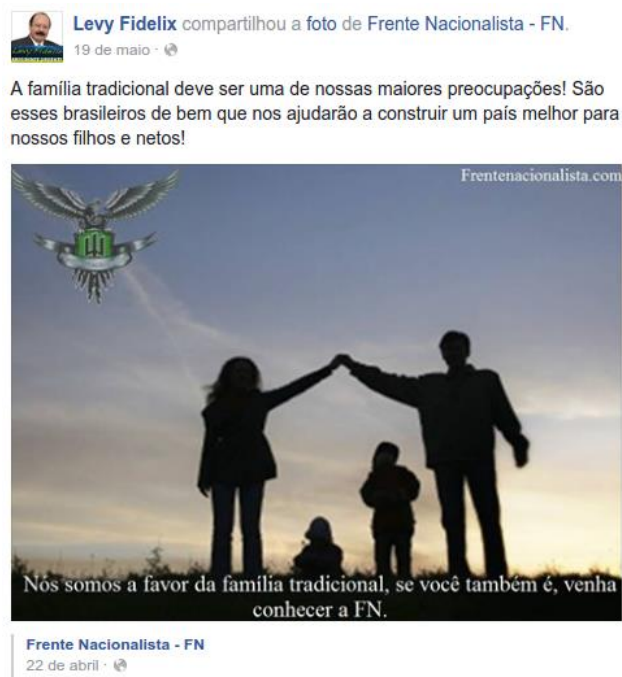 Levy Fidelix compartilhou a foto de Frente Nacionalista - FN.
19 de maio ·
A família tradicional deve ser uma de nossas maiores preocupações! São
esses brasileiros de bem que nos ajudarão a construir um país melhor para
nossos filhos e netos!
Frentenacionalista.com
Nós somos a favor da família tradicional, se você também é, venha
conhecer a FN.
Frente Nacionalista - FN
22 de abril ·